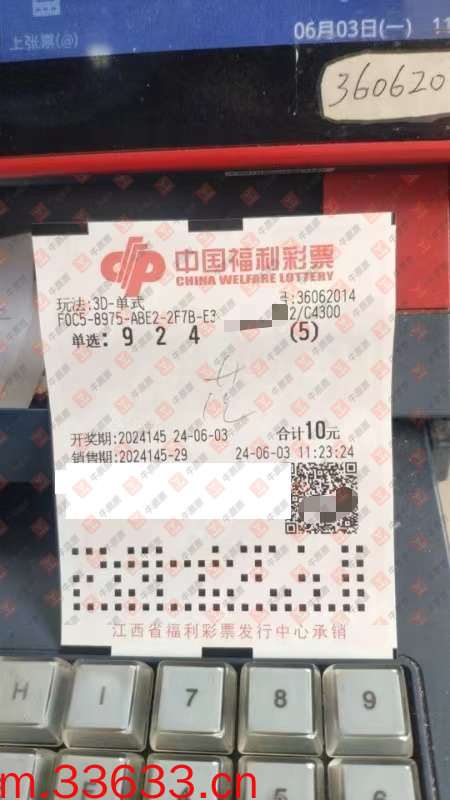 上张票(@)
06月03日(一) 11
360620
中国福利彩票
CHINA WELFARE LOTTERY
玩法:3D-单式
:36062014
F0C5-8975-ABE2-2F7B-E3
2/C4300
单选: 9 2 4 (5)
开奖期:2024145 24-06-03 合计10元
销售期:2024145-29 24-06-03 11:23:24
江西省福利彩票发行中心承销
H I 7 8 9
m.33633.cn